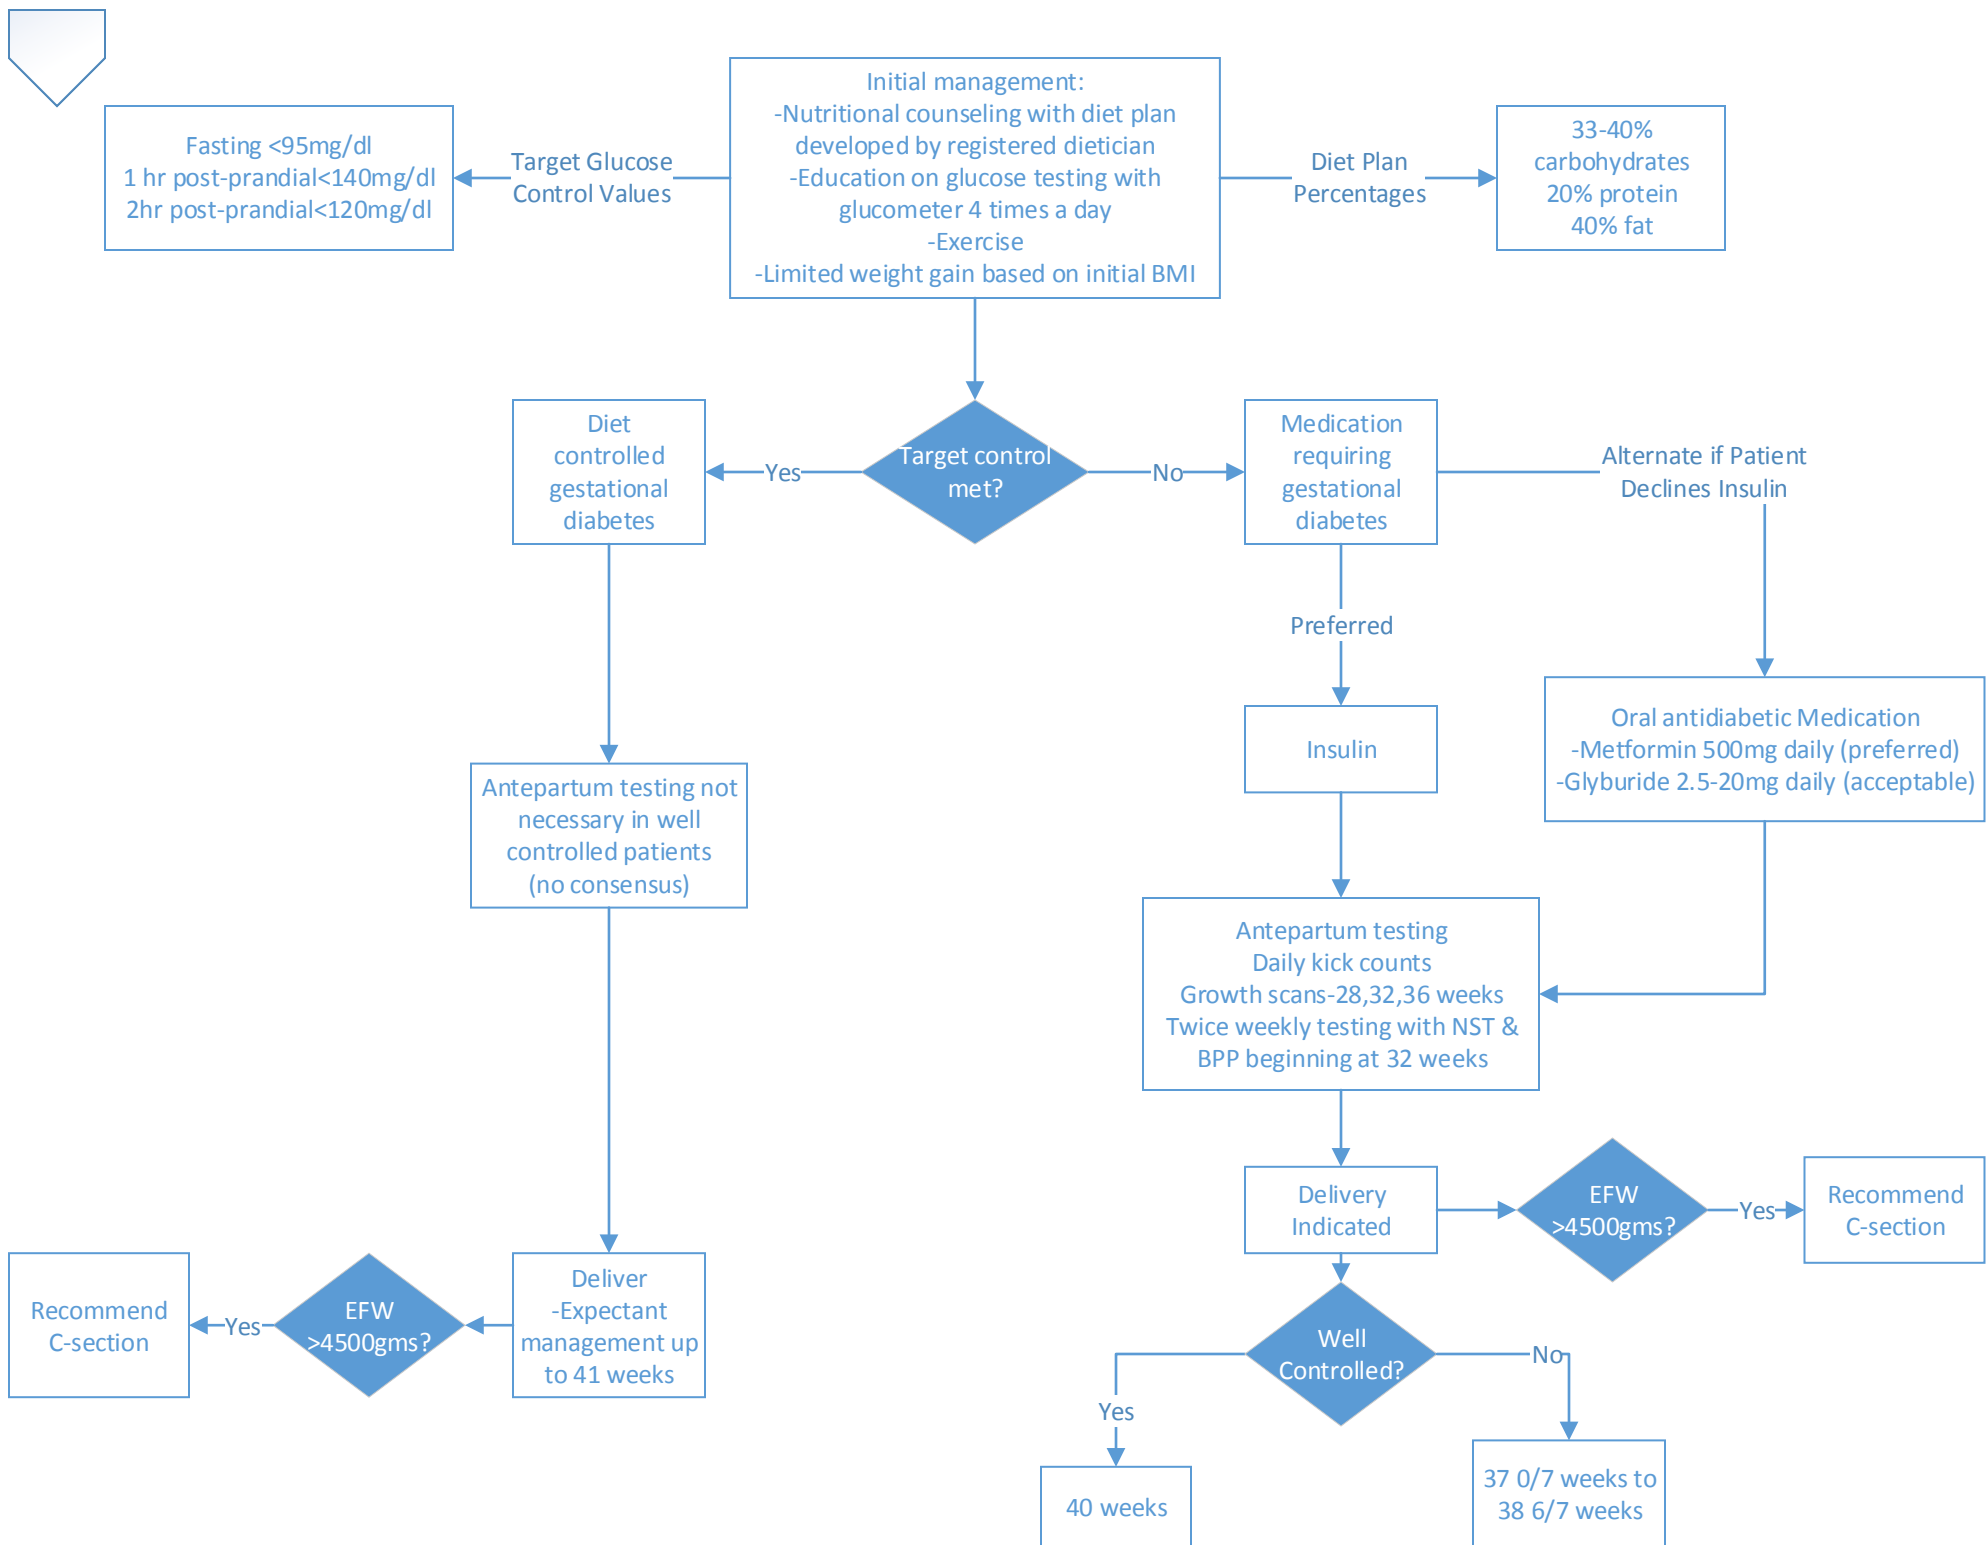 Initial management:
-Nutritional counseling with diet plan
developed by registered dietician
-Education on glucose testing with
glucometer 4 times a day
-Exercise
-Limited weight gain based on initial BMI
Target Glucose
Control Values
Fasting <95mg/dl
1 hr post-prandial<140mg/dl
2hr post-prandial<120mg/dl
Diet Plan
Percentages
33-40%
carbohydrates
20% protein
40% fat
Target control
met?
Yes
Diet
controlled
gestational
diabetes
No
Medication
requiring
gestational
diabetes
Alternate if Patient
Declines Insulin
Preferred
Insulin
Oral antidiabetic Medication
-Metformin 500mg daily (preferred)
-Glyburide 2.5-20mg daily (acceptable)
Antepartum testing not
necessary in well
controlled patients
(no consensus)
Antepartum testing
Daily kick counts
Growth scans-28,32,36 weeks
Twice weekly testing with NST &
BPP beginning at 32 weeks
Delivery
Indicated
EFW
>4500gms?
Yes
Recommend
C-section
Deliver
-Expectant
management up
to 41 weeks
EFW
>4500gms?
Yes
Recommend
C-section
Well
Controlled?
Yes
No
40 weeks
37 0/7 weeks to
38 6/7 weeks